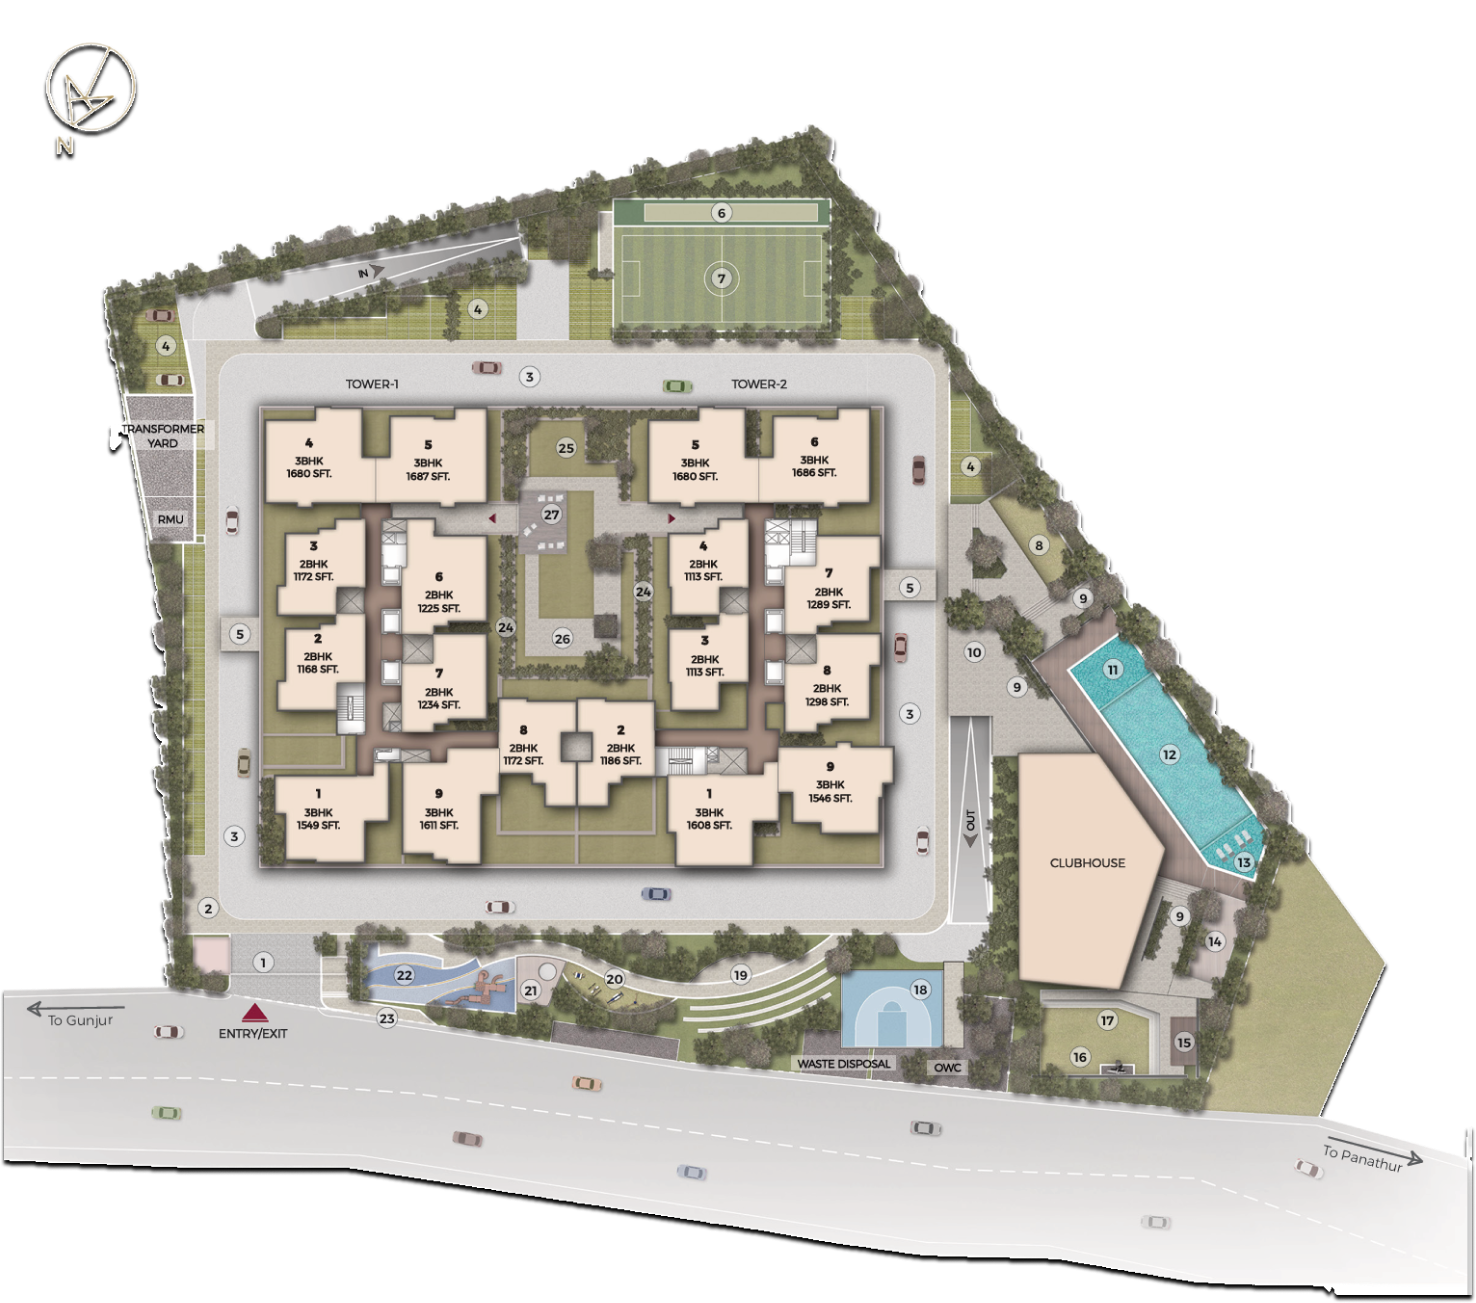 N
6
IN
7
4
4
3
TOWER-1
TOWER-2
TRANSFORMER
YARD
4
3BHK
1680 SFT.
5
3BHK
1687 SFT.
25
5
3BHK
1680 SFT.
6
3BHK
1686 SFT.
4
RMU
27
3
2BHK
1172 SFT.
6
2BHK
1225 SFT.
4
2BHK
1113 SFT.
7
2BHK
1289 SFT.
8
5
24
9
5
2
2BHK
1168 SFT.
24
26
3
2BHK
1113 SFT.
10
11
7
2BHK
1234 SFT.
8
2BHK
1298 SFT.
9
3
8
2BHK
1172 SFT.
2
2BHK
1186 SFT.
12
1
3BHK
1549 SFT.
9
3BHK
1611 SFT.
1
3BHK
1608 SFT.
9
3BHK
1546 SFT.
OUT
3
CLUBHOUSE
13
2
9
14
1
22
21
20
19
18
23
17
15
16
To Gunjur
ENTRY/EXIT
WASTE DISPOSAL
OWC
To Panathur